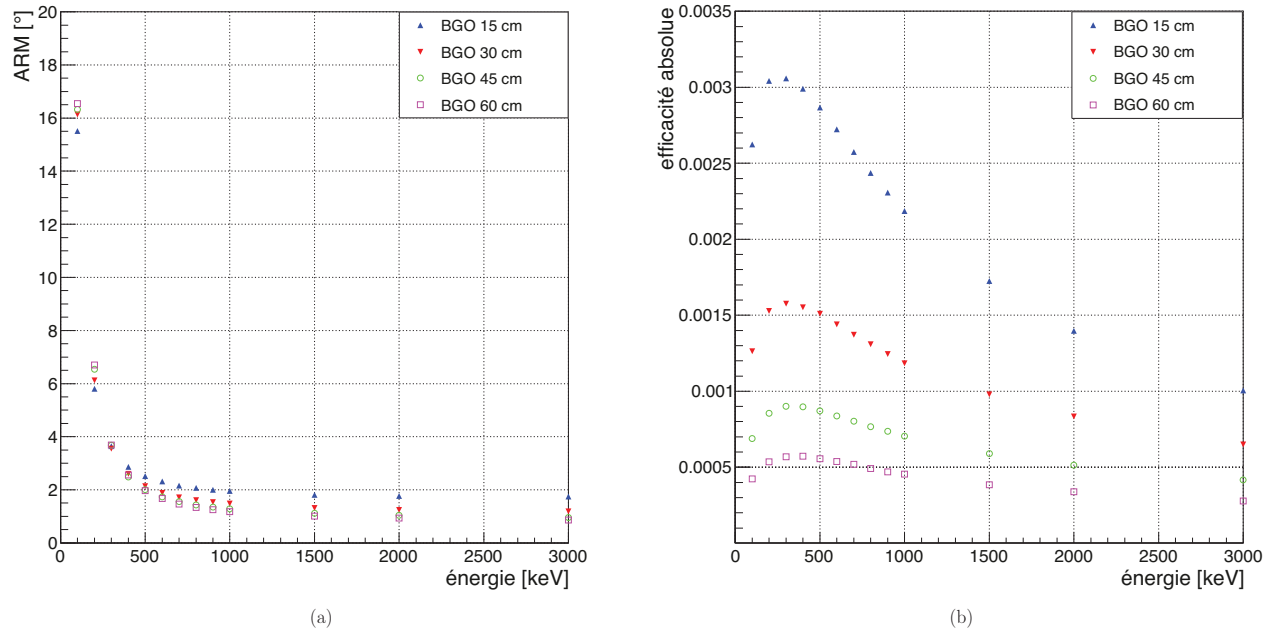 ARM [°]
20
18
16
14
12
10
8
6
4
2
0
0
500
1000
1500
2000
2500
3000
énergie [keV]
BGO 15 cm
BGO 30 cm
BGO 45 cm
BGO 60 cm
(a)
efficacité absolue
0.0035
0.003
0.0025
0.002
0.0015
0.001
0.0005
0
500
1000
1500
2000
2500
3000
énergie [keV]
BGO 15 cm
BGO 30 cm
BGO 45 cm
BGO 60 cm
(b)